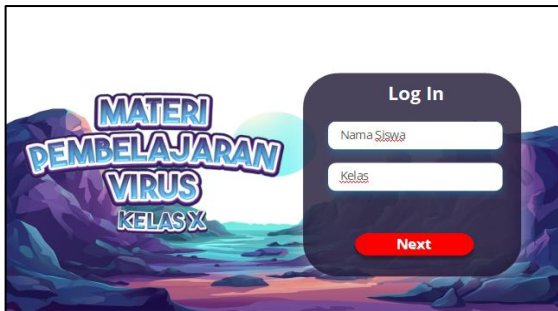 MATERI
PEMBELAJARAN
VIRUS
KELAS X
Log In
Nama Siswa
Kelas
Next